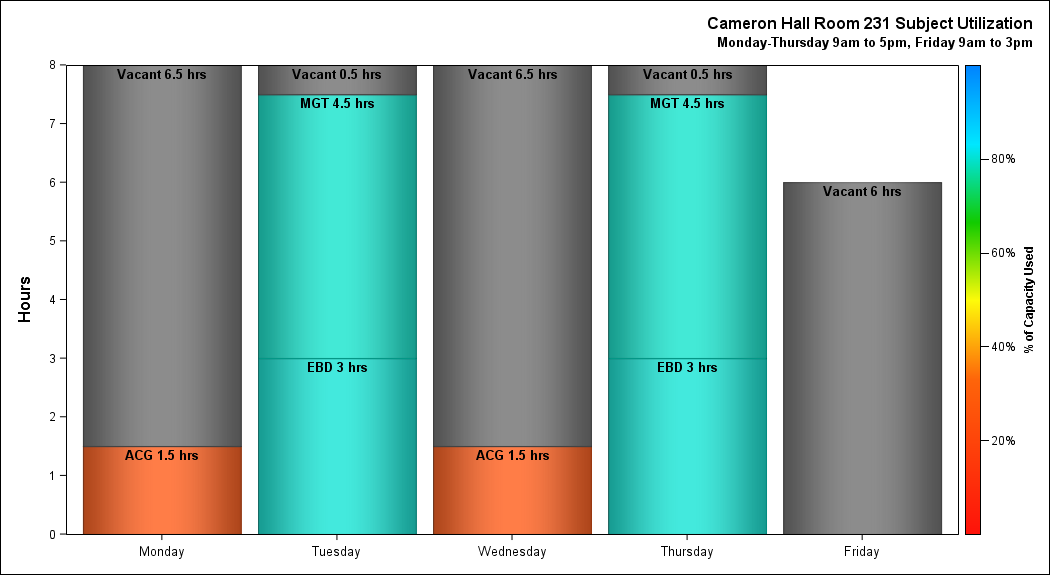 Cameron Hall Room 231 Subject Utilization
Monday-Thursday 9am to 5pm, Friday 9am to 3pm
8
7
6
5
4
3
2
1
0
Hours
Vacant 6.5 hrs
ACG 1.5 hrs
Vacant 0.5 hrs
MGT 4.5 hrs
EBD 3 hrs
Vacant 6.5 hrs
ACG 1.5 hrs
Vacant 0.5 hrs
MGT 4.5 hrs
EBD 3 hrs
Vacant 6 hrs
Monday
Tuesday
Wednesday
Thursday
Friday
80%
60%
40%
20%
% of Capacity Used